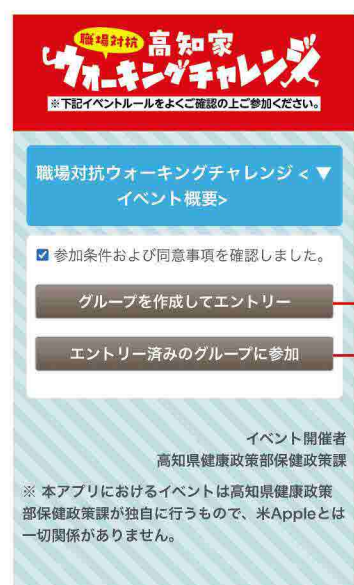 職場対抗 高知家
ウォーキングチャレンジ
※下記イベントルールをよくご確認の上ご参加ください。
職場対抗ウォーキングチャレンジ < ▼
イベント概要>
参加条件および同意事項を確認しました。
グループを作成してエントリー
エントリー済みのグループに参加
イベント開催者
高知県健康政策部保健政策課
※ 本アプリにおけるイベントは高知県健康政策
部保健政策課が独自に行うもので、米Appleとは
一切関係がありません。